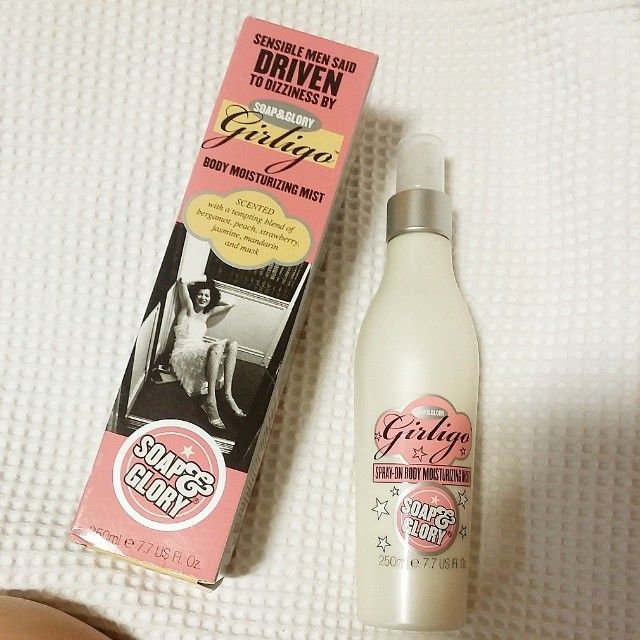 SENSIBLE MEN SAID
DRIVEN
TO DIZZINESS BY
SOAP&GLORY
Girligo™
BODY MOISTURIZING MIST
SCENTED
with a tempting blend of
bergamot, peach, strawberry,
jasmine, mandarin
and musk
SOAP&
GLORY
250ml e 7.7 US Fl. Oz.
SOAP&GLORY
Girligo
SPRAY-ON BODY MOISTURIZING MIST
SOAP&
GLORY
250ml e 7.7 US Fl. Oz.